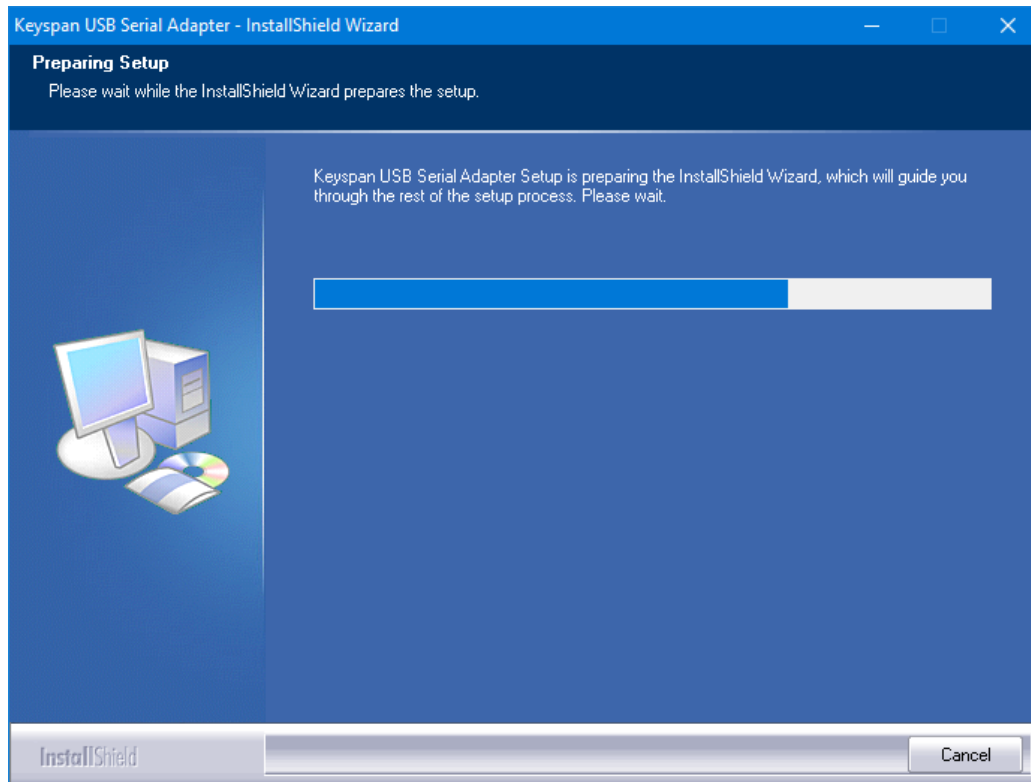 Keyspan USB Serial Adapter - InstallShield Wizard
Preparing Setup
Please wait while the InstallShield Wizard prepares the setup.
Keyspan USB Serial Adapter Setup is preparing the InstallShield Wizard, which will guide you
through the rest of the setup process. Please wait.
InstallShield
Cancel